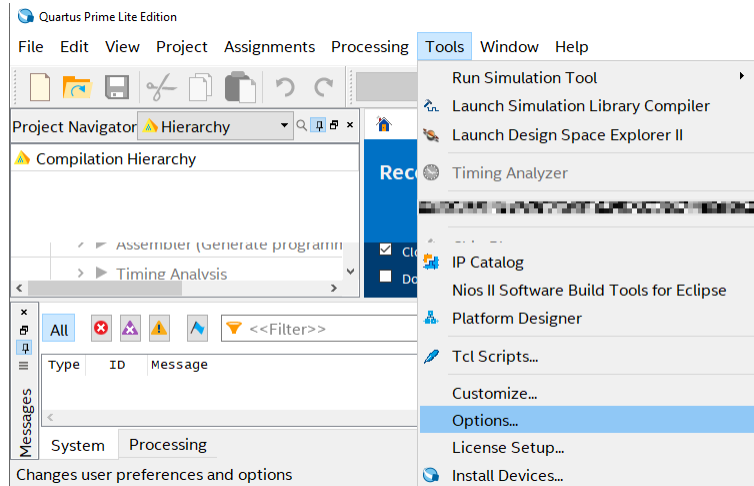 Quartus Prime Lite Edition
File Edit View Project Assignments Processing Tools Window Help
Run Simulation Tool
Launch Simulation Library Compiler
Launch Design Space Explorer II
Timing Analyzer
IP Catalog
Nios II Software Build Tools for Eclipse
Platform Designer
Tcl Scripts...
Customize...
Options...
License Setup...
Install Devices...
Project Navigator Hierarchy
Compilation Hierarchy
Assembler (Generate programm
Timing Analysis
Rec
Clo
Do
All <<Filter>>
Type ID Message
Messages
System Processing
Changes user preferences and options